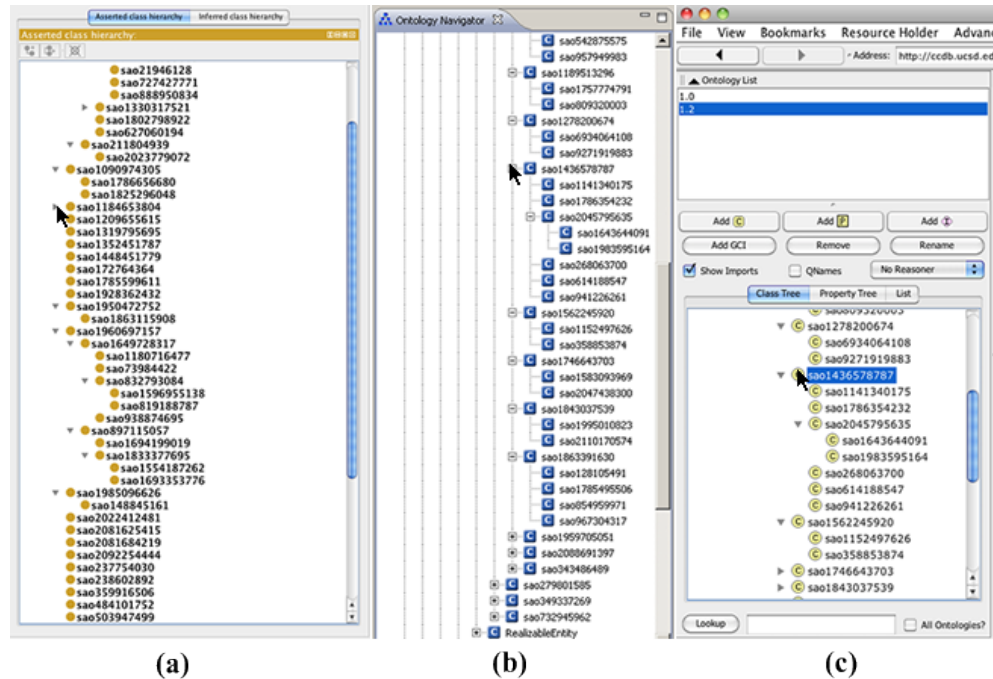 Asserted class hierarchy Inferred class hierarchy
Asserted class hierarchy:
sao21946128
sao727427771
sao888950834
sao1330317521
sao1802798922
sao627060194
sao211804939
sao2023779072
sao1090974305
sao1786656680
sao1825296048
sao1184653804
sao1209655615
sao1319795695
sao1352451787
sao1448451779
sao172764364
sao1785599611
sao1928362432
sao1950472752
sao1863115908
sao1960697157
sao1649728317
sao1180716477
sao73984422
sao832793084
sao1596955138
sao819188787
sao938874695
sao897115057
sao1694199019
sao1833377695
sao1554187262
sao1693353776
sao1985096626
sao148845161
sao2022412481
sao2081625415
sao2081684219
sao2092254444
sao237754030
sao238602892
sao359916506
sao484101752
sao503947499
(a)
Ontology Navigator
sao542875575
sao957949983
sao1189513296
sao1757774791
sao809320003
sao1278200674
sao6934064108
sao9271919883
sao1436578787
sao1141340175
sao1786354232
sao2045795635
sao1643644091
sao1983595164
sao268063700
sao614188547
sao941226261
sao1562245920
sao1152497626
sao358853874
sao1746643703
sao1583093969
sao2047438300
sao1843037539
sao1995010823
sao2110170574
sao1863391630
sao128105491
sao1785495506
sao854959971
sao967304317
sao1959705051
sao2088691397
sao343486489
sao279801585
sao349337269
sao732945962
RealizableEntity
(b)
File View Bookmarks Resource Holder Advan
Address: http://ccdb.ucsd.ed
Ontology List
1.0
1.2
Add C Add P Add I
Add GCI Remove Rename
Show Imports QNames No Reasoner
Class Tree Property Tree List
sao809320003
sao1278200674
sao6934064108
sao9271919883
sao1436578787
sao1141340175
sao1786354232
sao2045795635
sao1643644091
sao1983595164
sao268063700
sao614188547
sao941226261
sao1562245920
sao1152497626
sao358853874
sao1746643703
sao1843037539
Lookup All Ontologies?
(c)